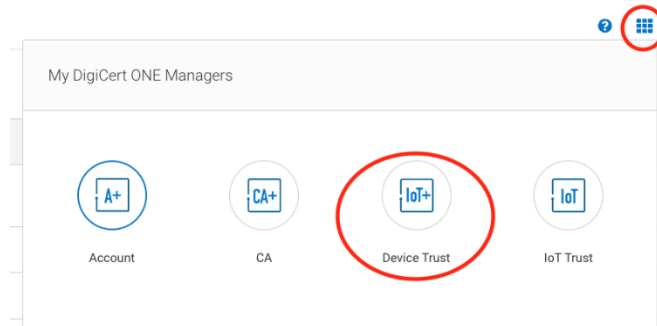 ?
My DigiCert ONE Managers
A+ CA+ IoT+ IoT
Account CA Device Trust IoT Trust